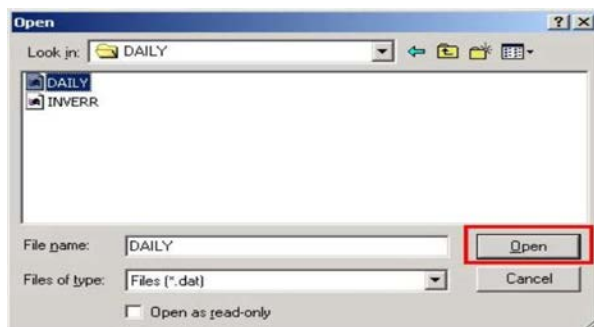 Open
Look in: DAILY
DAILY
INVERR
File name: DAILY Open
Files of type: Files (*.dat) Cancel
Open as read-only